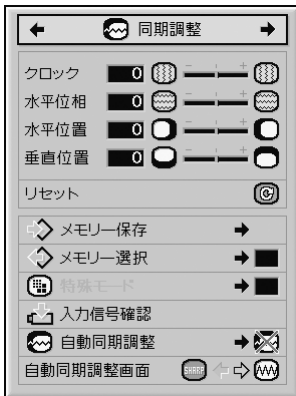 同期調整
クロック 0 − +
水平位相 0 − +
水平位置 0 − +
垂直位置 0 − +
リセット
メモリー保存
メモリー選択
特殊モード
入力信号確認
自動同期調整
自動同期調整画面 SHARP